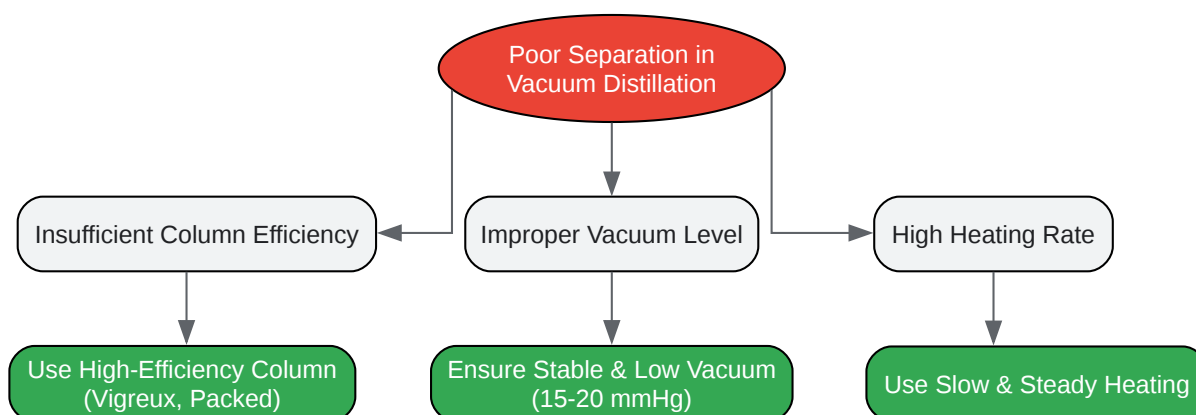 Poor Separation in
Vacuum Distillation
Insufficient Column Efficiency
Improper Vacuum Level
High Heating Rate
Use High-Efficiency Column
(Vigreux, Packed)
Ensure Stable & Low Vacuum
(15-20 mmHg)
Use Slow & Steady Heating